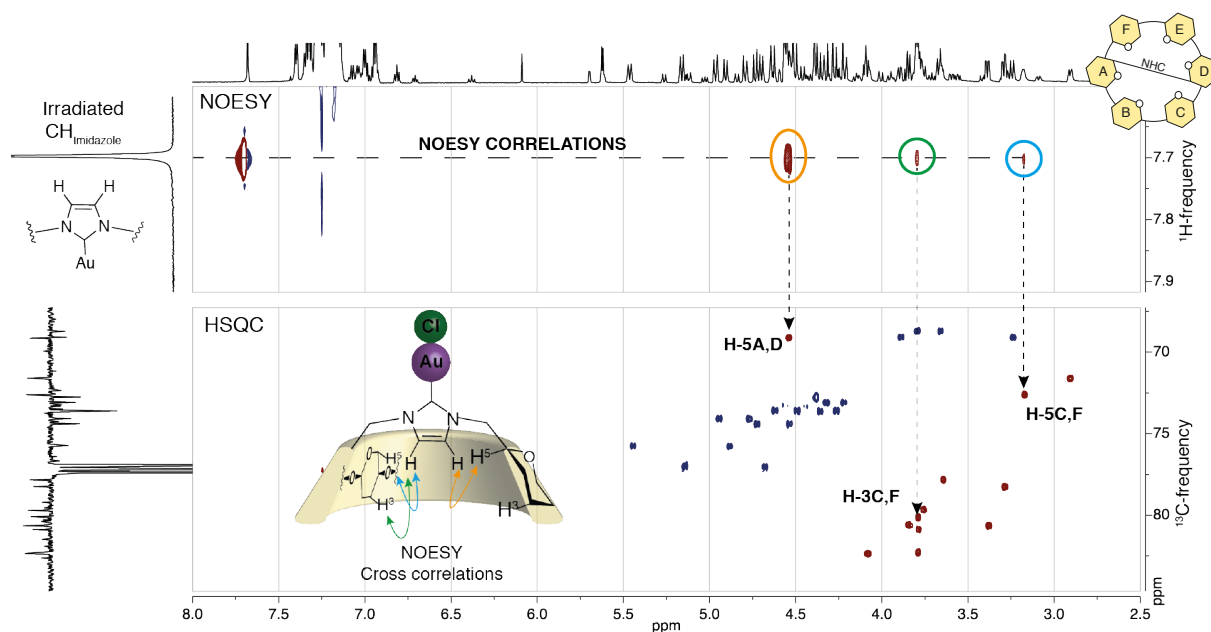 F
E
A
NHC
D
B
C
Irradiated
CH Imidazole
H H
N N
Au
NOESY
NOESY CORRELATIONS
7.7
7.8
7.9
¹H-frequency
HSQC
Cl
Au
N N
H⁵ H H H⁵ O
H³ H³
NOESY
Cross correlations
H-5A,D
H-5C,F
H-3C,F
70
75
80
¹³C-frequency
ppm
8.0 7.5 7.0 6.5 6.0 5.5 5.0 4.5 4.0 3.5 3.0 2.5
ppm